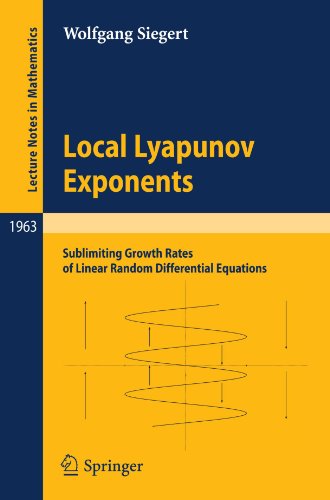 Wolfgang Siegert
Lecture Notes in Mathematics
1963
Local Lyapunov
Exponents
Sublimiting Growth Rates
of Linear Random Differential Equations
Springer